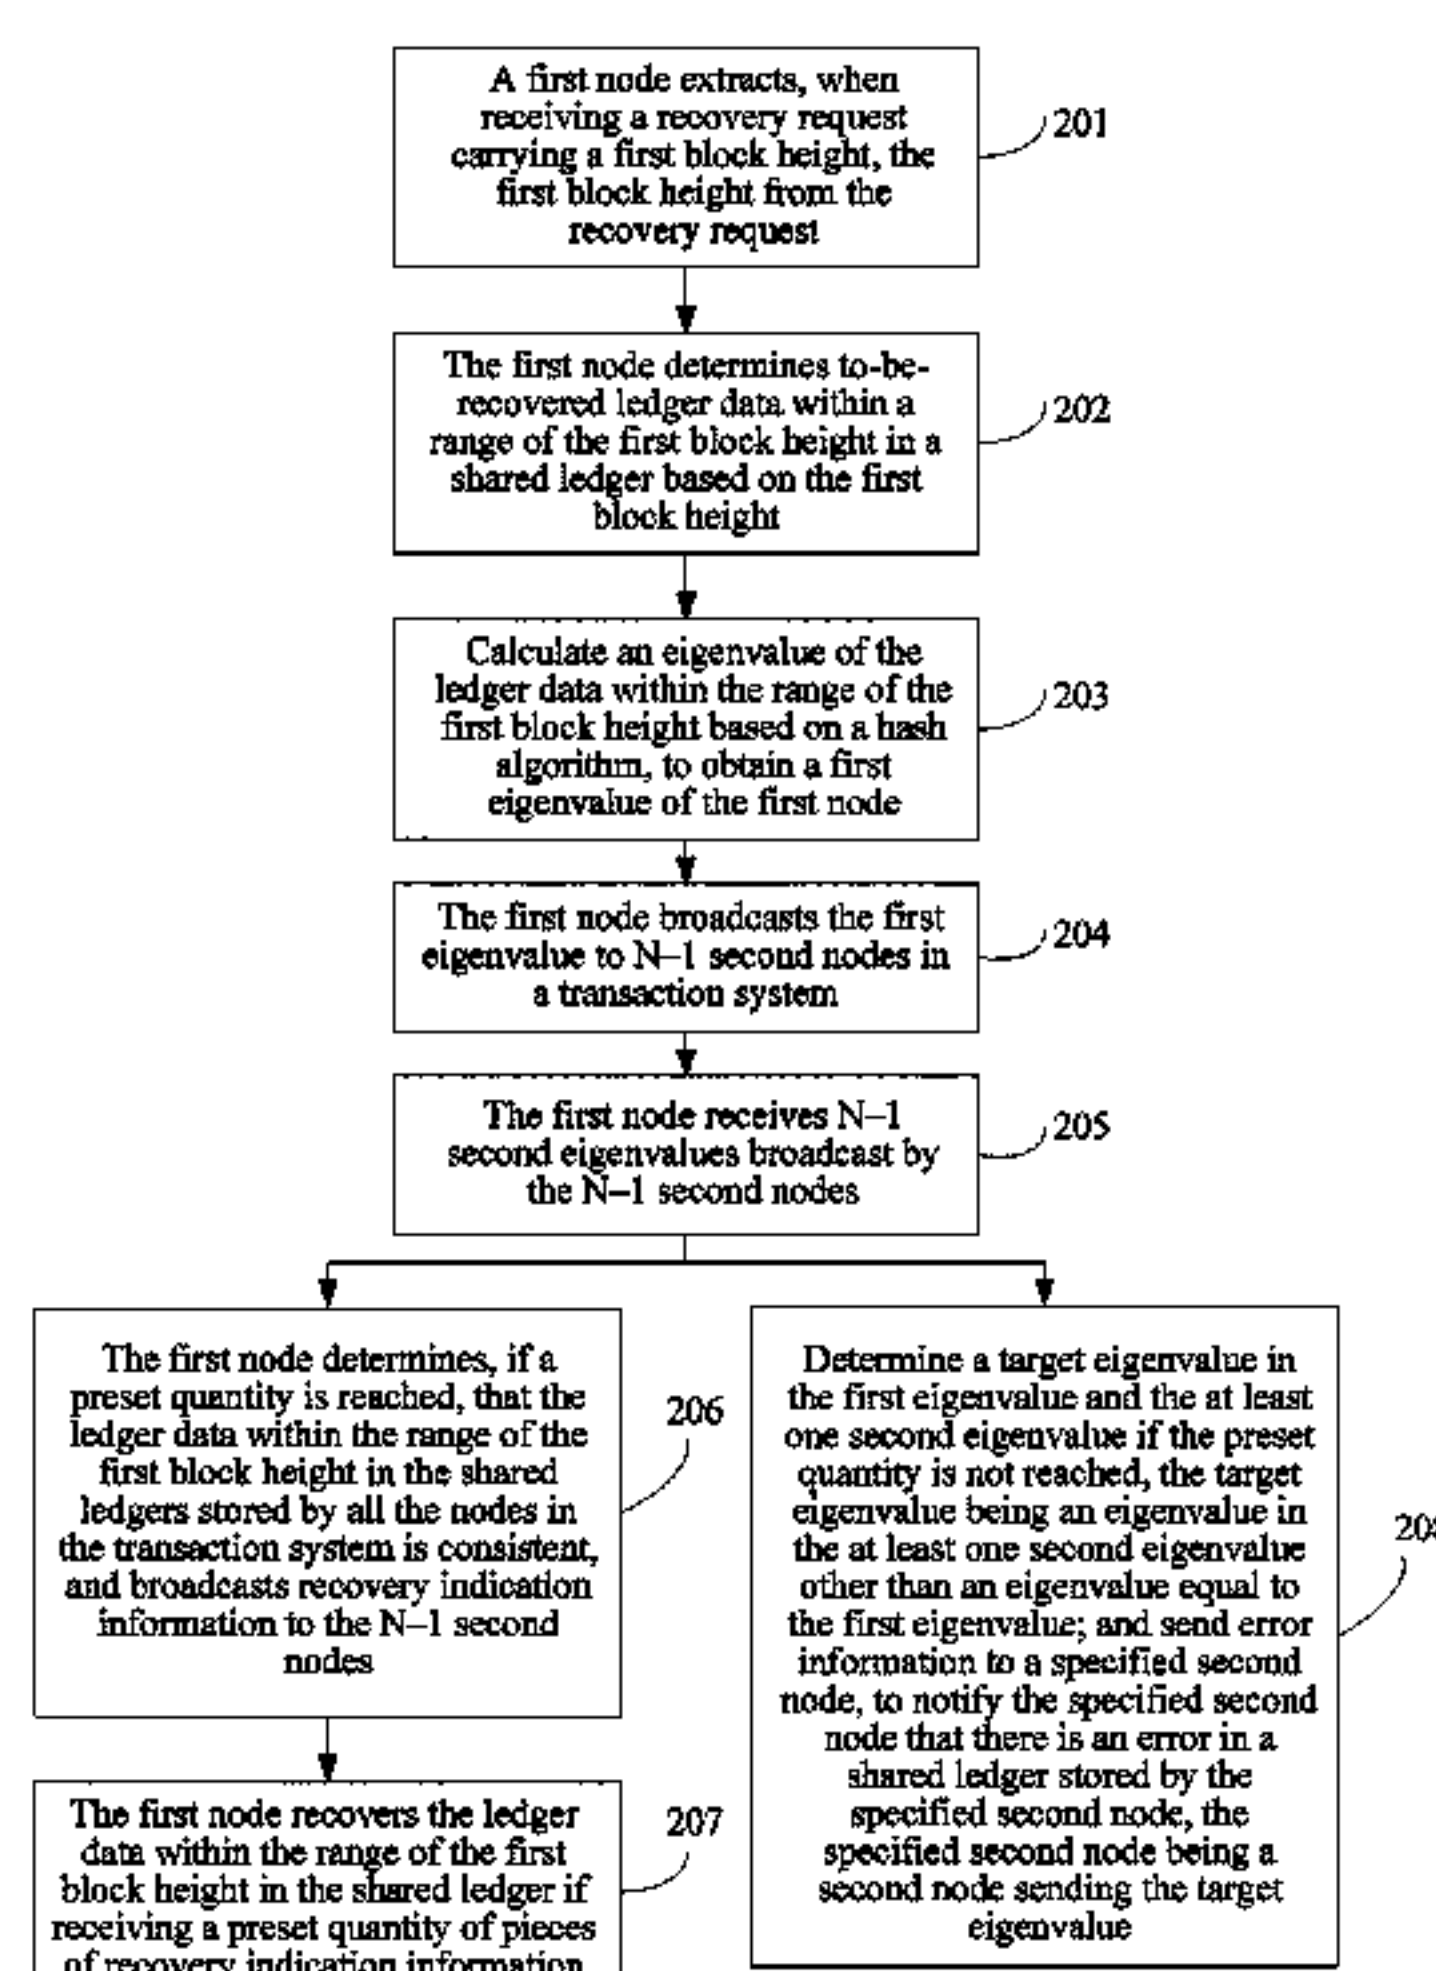 A first node extracts, when
receiving a recovery request
carrying a first block height, the
first block height from the
recovery request
201
The first node determines to-be-
recovered ledger data within a
range of the first block height in a
shared ledger based on the first
block height
202
Calculate an eigenvalue of the
ledger data within the range of the
first block height based on a hash
algorithm, to obtain a first
eigenvalue of the first node
203
The first node broadcasts the first
eigenvalue to N–1 second nodes in
a transaction system
204
The first node receives N–1
second eigenvalues broadcast by
the N–1 second nodes
205
The first node determines, if a
preset quantity is reached, that the
ledger data within the range of the
first block height in the shared
ledgers stored by all the nodes in
the transaction system is consistent,
and broadcasts recovery indication
information to the N–1 second
nodes
206
The first node recovers the ledger
data within the range of the first
block height in the shared ledger if
receiving a preset quantity of pieces
of recovery indication information
207
Determine a target eigenvalue in
the first eigenvalue and the at least
one second eigenvalue if the preset
quantity is not reached, the target
eigenvalue being an eigenvalue in
the at least one second eigenvalue
other than an eigenvalue equal to
the first eigenvalue; and send error
information to a specified second
node, to notify the specified second
node that there is an error in a
shared ledger stored by the
specified second node, the
specified second node being a
second node sending the target
eigenvalue
208